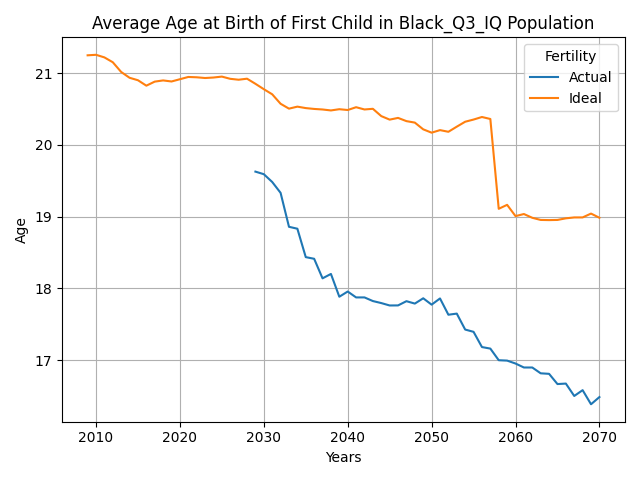 Average Age at Birth of First Child in Black_Q3_IQ Population
Fertility
Actual
Ideal
Age
21
20
19
18
17
2010 2020 2030 2040 2050 2060 2070
Years